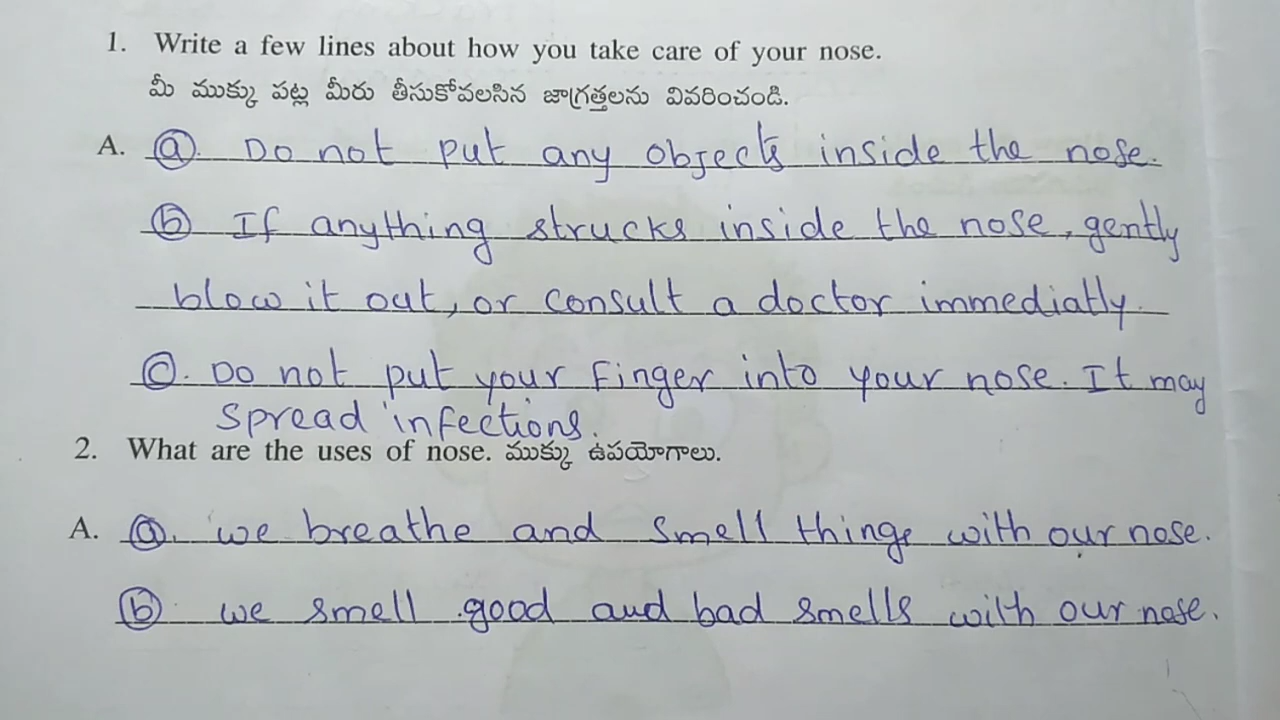 1. Write a few lines about how you take care of your nose.
మీ ముక్కు పట్ల మీరు తీసుకోవలసిన జాగ్రత్తలను వివరించండి.
A. ⓐ. Do not put any objects inside the nose.
ⓑ If anything strucks inside the nose, gently
blow it out, or consult a doctor immediatly.
ⓒ. Do not put your finger into your nose. It may
spread infections.
2. What are the uses of nose. ముక్కు ఉపయోగాలు.
A. ⓐ. we breathe and smell things with our nose.
ⓑ. we smell good and bad smells with our nose.